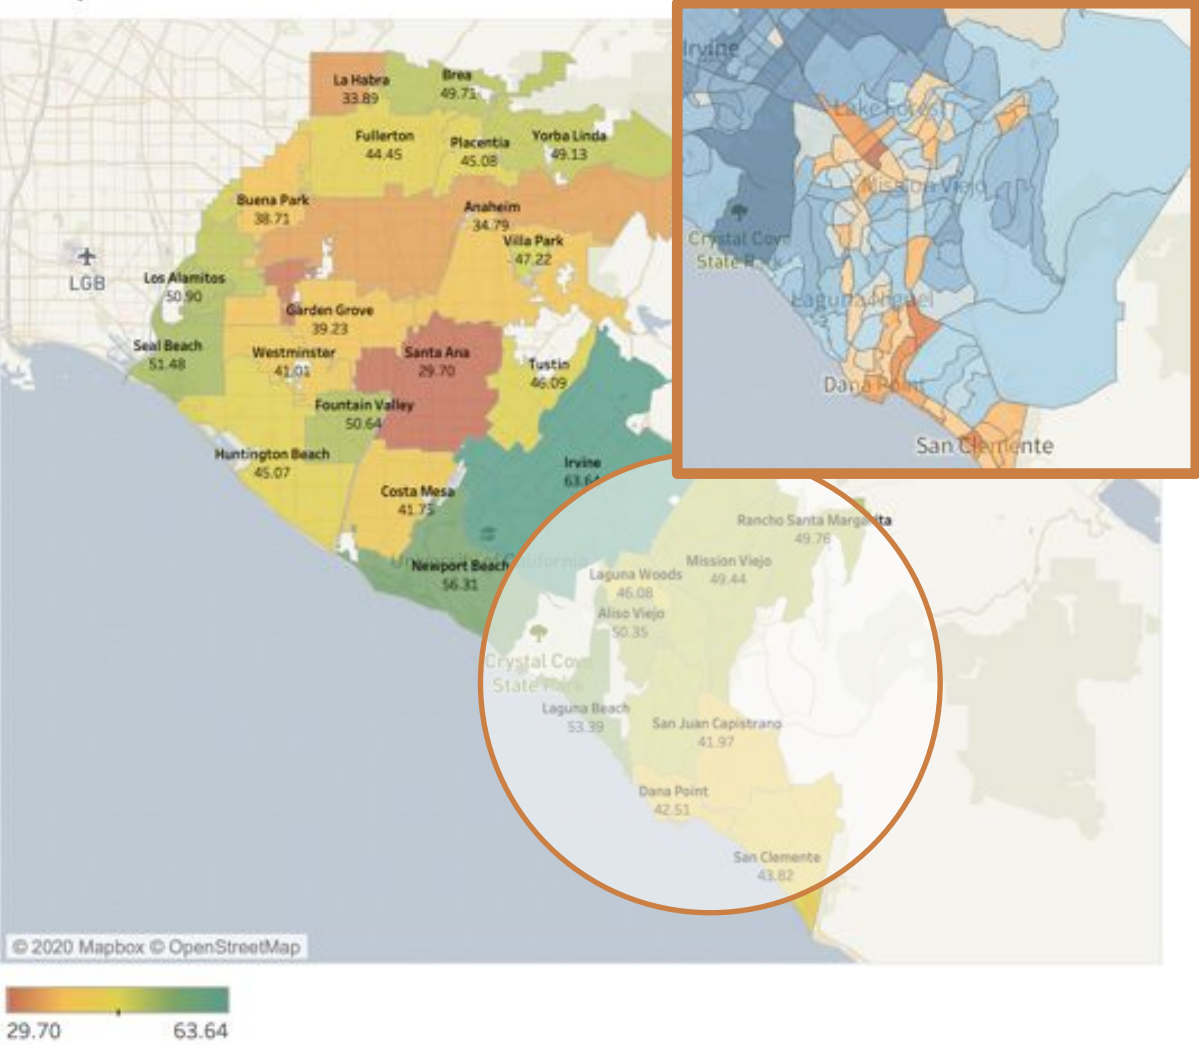 La Habra
33.89
Brea
49.71
Fullerton
44.45
Placentia
45.08
Yorba Linda
49.13
Buena Park
38.71
Anaheim
34.79
Villa Park
47.22
LGB
Los Alamitos
50.90
Garden Grove
39.23
Seal Beach
51.48
Westminster
41.01
Santa Ana
29.70
Tustin
46.09
Fountain Valley
50.64
Huntington Beach
45.07
Costa Mesa
41.75
Irvine
63.64
University of California
Newport Beach
56.31
Rancho Santa Margarita
49.76
Mission Viejo
49.44
Laguna Woods
46.08
Aliso Viejo
50.35
Crystal Cove
State Park
Laguna Beach
53.39
San Juan Capistrano
41.97
Dana Point
42.51
San Clemente
43.82
Irvine
Lake Forest
Mission Viejo
Crystal Cove
State Park
Laguna Niguel
Dana Point
San Clemente
© 2020 Mapbox © OpenStreetMap
29.70 63.64